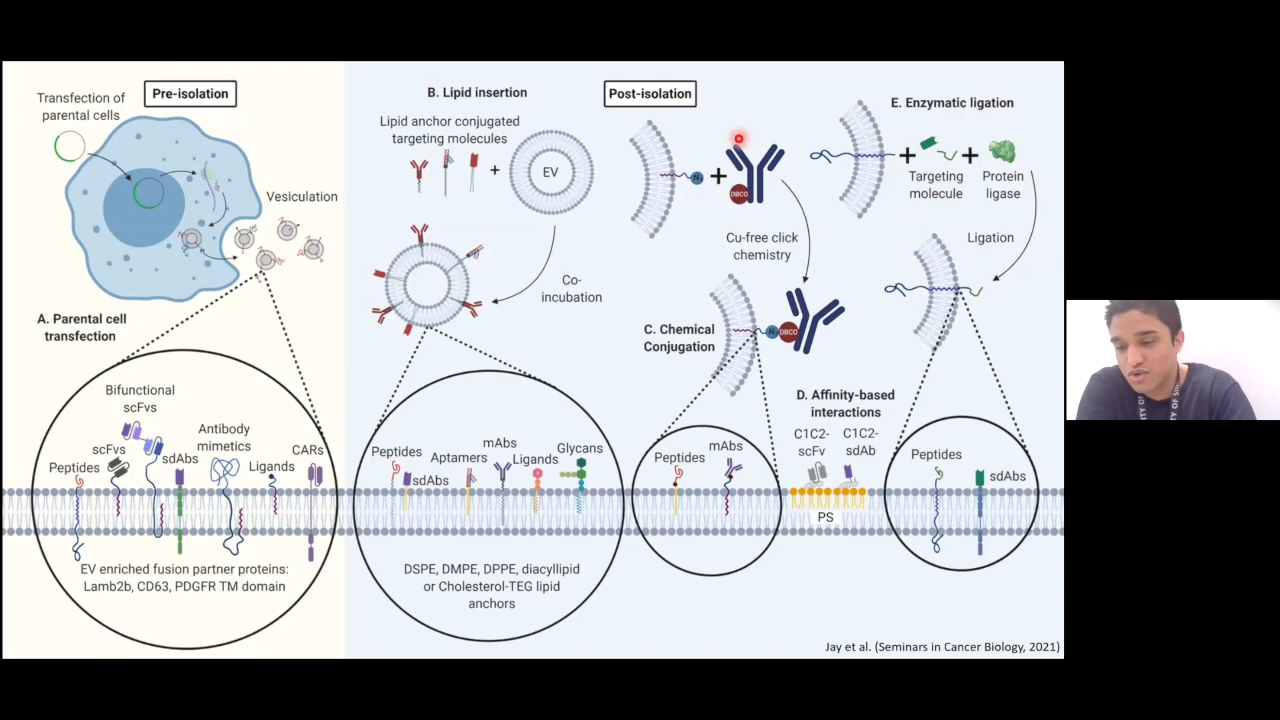 Pre-isolation
Transfection of
parental cells
Vesiculation
A. Parental cell
transfection
Bifunctional
scFvs
scFvs
Peptides
sdAbs
Antibody
mimetics
Ligands
CARs
EV enriched fusion partner proteins:
Lamb2b, CD63, PDGFR TM domain
Post-isolation
B. Lipid insertion
Lipid anchor conjugated
targeting molecules
+
EV
Co-
incubation
Peptides
sdAbs
Aptamers
mAbs
Ligands
Glycans
DSPE, DMPE, DPPE, diacyllipid
or Cholesterol-TEG lipid
anchors
N₃
+
DBCO
Cu-free click
chemistry
C. Chemical
Conjugation
DBCO
Peptides
mAbs
D. Affinity-based
interactions
C1C2-
scFv
C1C2-
sdAb
PS
E. Enzymatic ligation
+
Targeting
molecule
+
Protein
ligase
Ligation
Peptides
sdAbs
Jay et al. (Seminars in Cancer Biology, 2021)